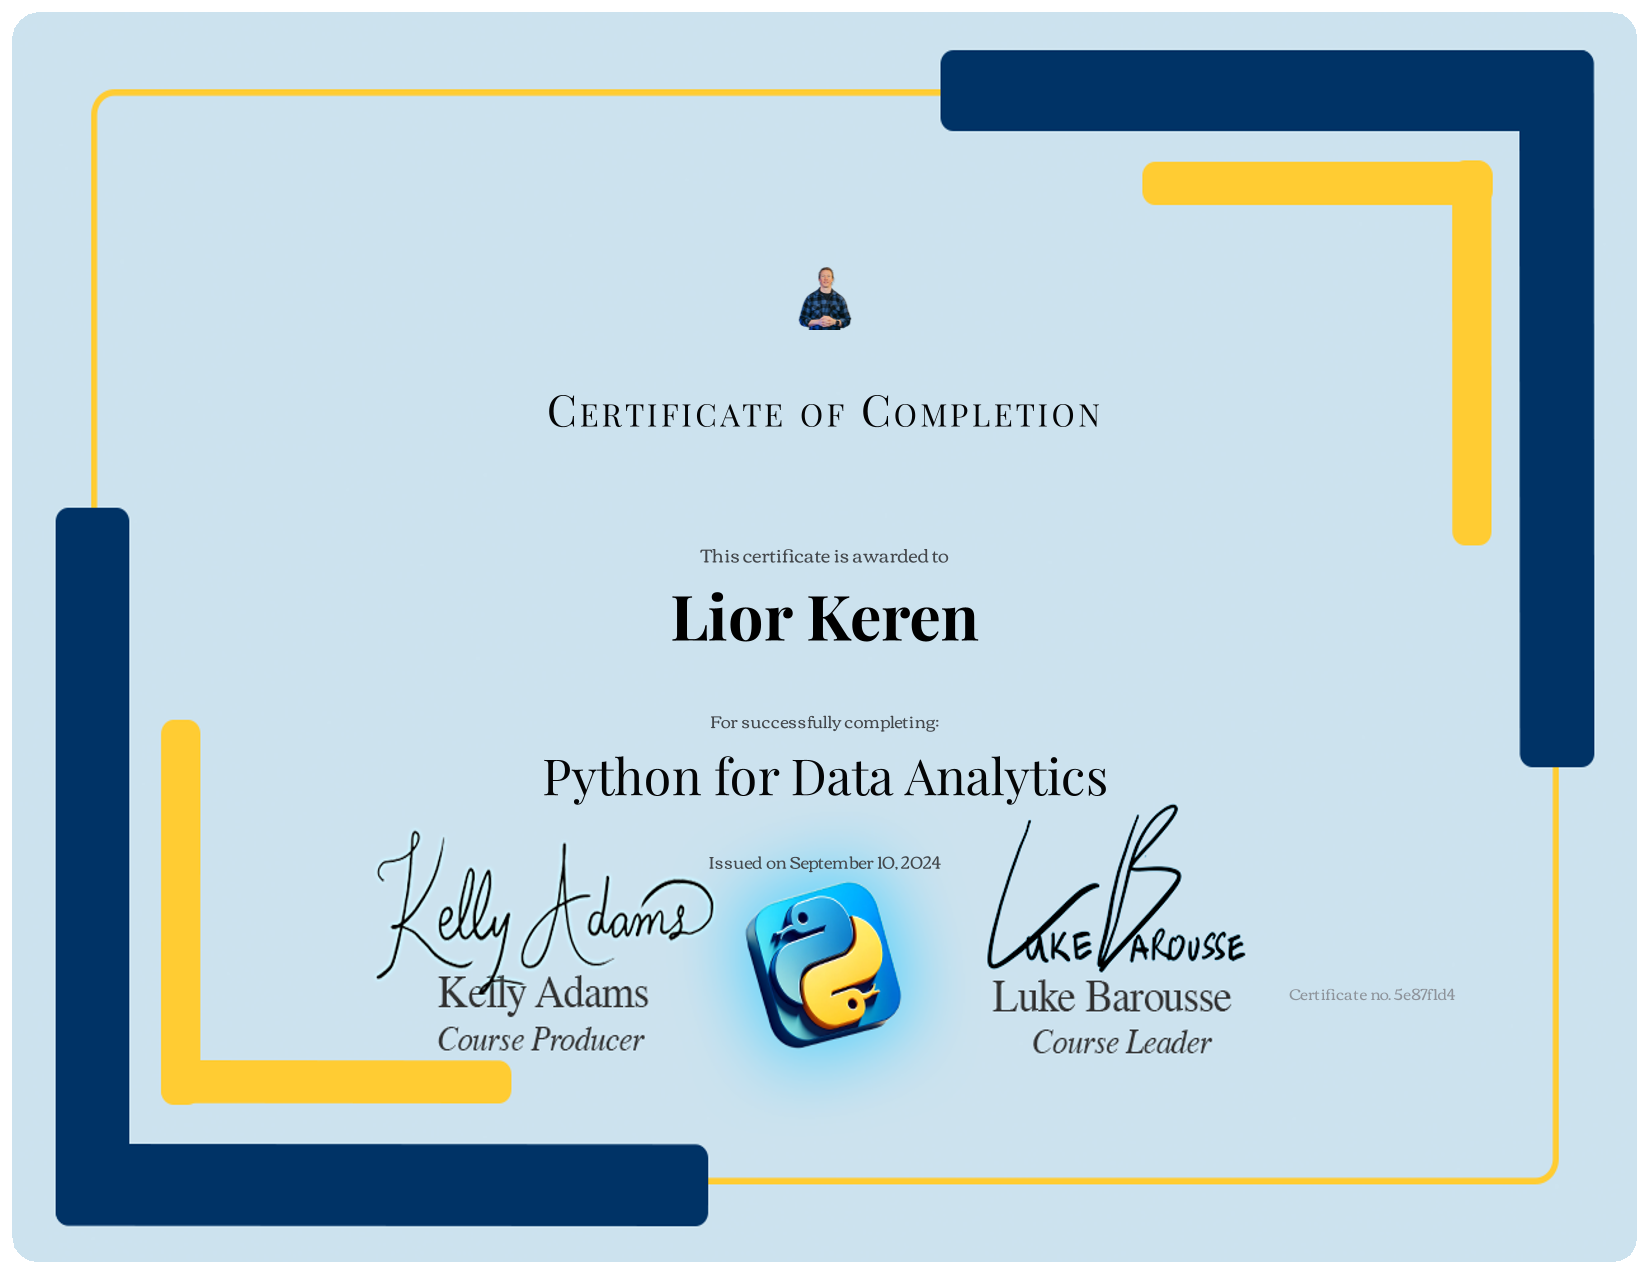 Certificate of Completion
This certificate is awarded to
Lior Keren
For successfully completing:
Python for Data Analytics
Issued on September 10, 2024
Kelly Adams
Kelly Adams
Course Producer
Luke Barousse
Luke Barousse
Course Leader
Certificate no. 5e87f1d4